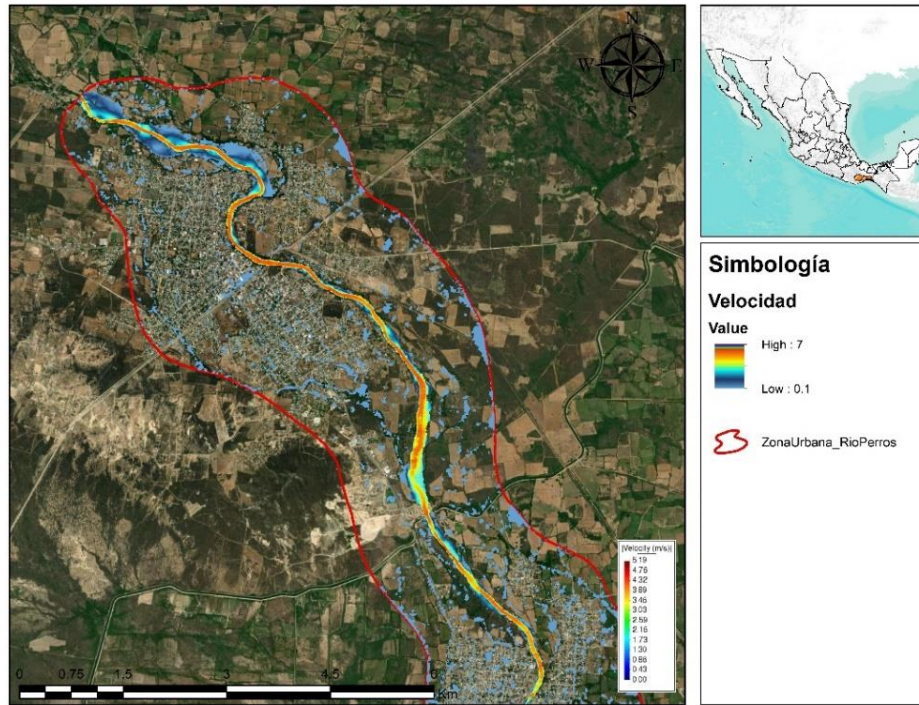 N
W E
S
Simbología
Velocidad
Value
High : 7
Low : 0.1
ZonaUrbana_RioPerros
|Velocity (m/s)|
5.19
4.76
4.32
3.89
3.46
3.03
2.59
2.16
1.73
1.30
0.86
0.43
0.00
0 0.75 1.5 3 4.5 6
Km